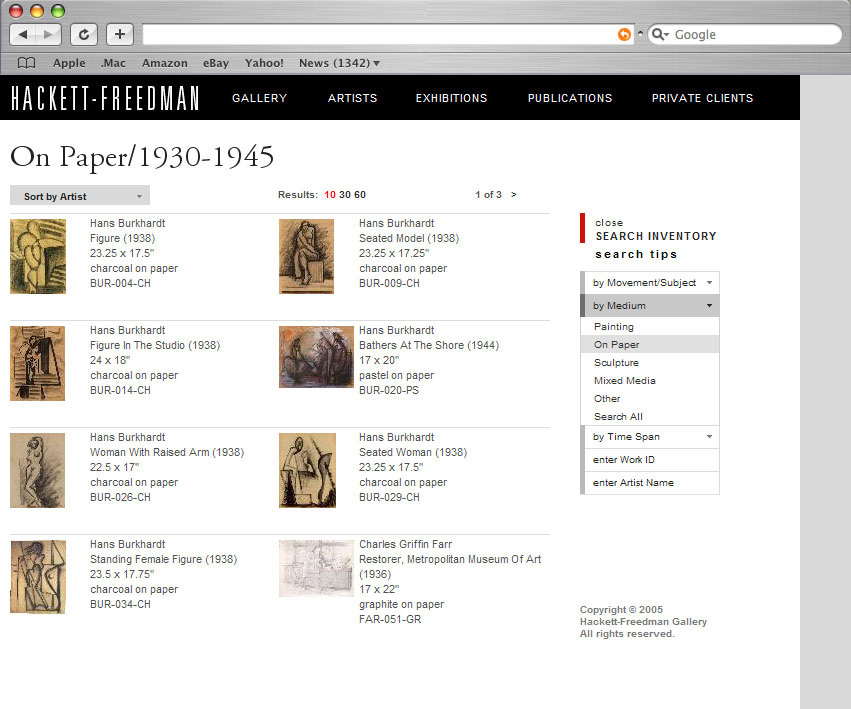 Google
Apple .Mac Amazon eBay Yahoo! News (1342)
HACKETT-FREEDMAN GALLERY ARTISTS EXHIBITIONS PUBLICATIONS PRIVATE CLIENTS
On Paper/1930-1945
Sort by Artist
Results: 10 30 60
1 of 3 >
Hans Burkhardt
Figure (1938)
23.25 x 17.5"
charcoal on paper
BUR-004-CH
Hans Burkhardt
Seated Model (1938)
23.25 x 17.25"
charcoal on paper
BUR-009-CH
Hans Burkhardt
Figure In The Studio (1938)
24 x 18"
charcoal on paper
BUR-014-CH
Hans Burkhardt
Bathers At The Shore (1944)
17 x 20"
pastel on paper
BUR-020-PS
Hans Burkhardt
Woman With Raised Arm (1938)
22.5 x 17"
charcoal on paper
BUR-026-CH
Hans Burkhardt
Seated Woman (1938)
23.25 x 17.5"
charcoal on paper
BUR-029-CH
Hans Burkhardt
Standing Female Figure (1938)
23.5 x 17.75"
charcoal on paper
BUR-034-CH
Charles Griffin Farr
Restorer, Metropolitan Museum Of Art
(1936)
17 x 22"
graphite on paper
FAR-051-GR
close
SEARCH INVENTORY
search tips
by Movement/Subject
by Medium
Painting
On Paper
Sculpture
Mixed Media
Other
Search All
by Time Span
enter Work ID
enter Artist Name
Copyright © 2005
Hackett-Freedman Gallery
All rights reserved.